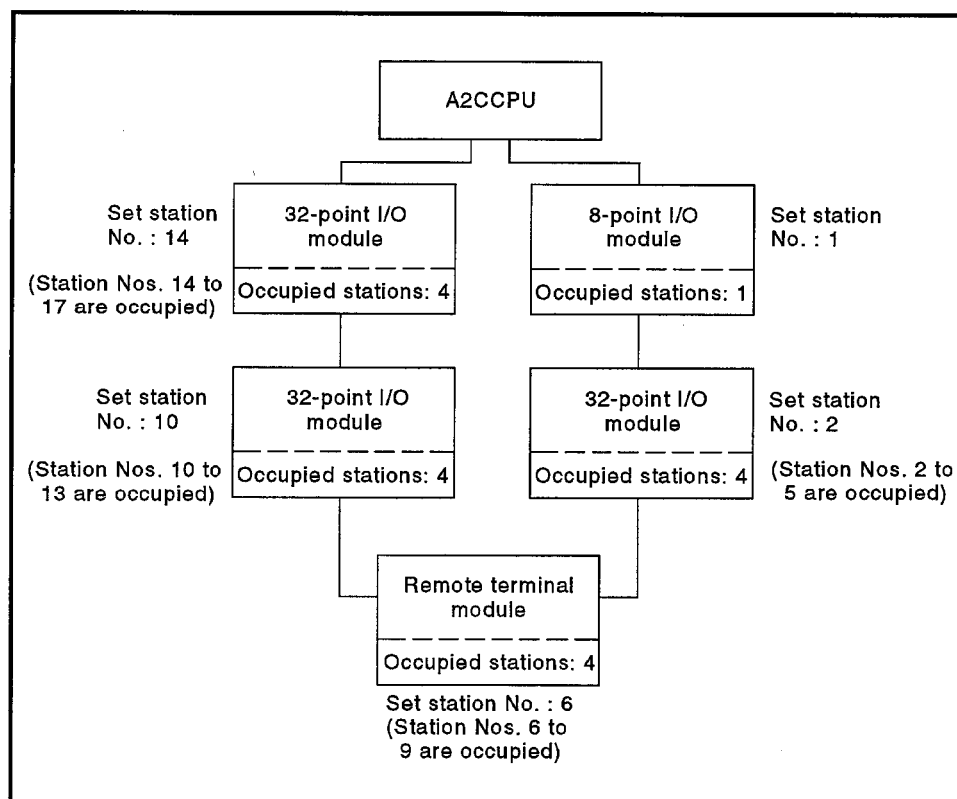 A2CCPU
Set station
No. : 14
(Station Nos. 14 to
17 are occupied)
32-point I/O
module
Occupied stations: 4
8-point I/O
module
Occupied stations: 1
Set station
No. : 1
Set station
No. : 10
(Station Nos. 10 to
13 are occupied)
32-point I/O
module
Occupied stations: 4
32-point I/O
module
Occupied stations: 4
Set station
No. : 2
(Station Nos. 2 to
5 are occupied)
Remote terminal
module
Occupied stations: 4
Set station No. : 6
(Station Nos. 6 to
9 are occupied)